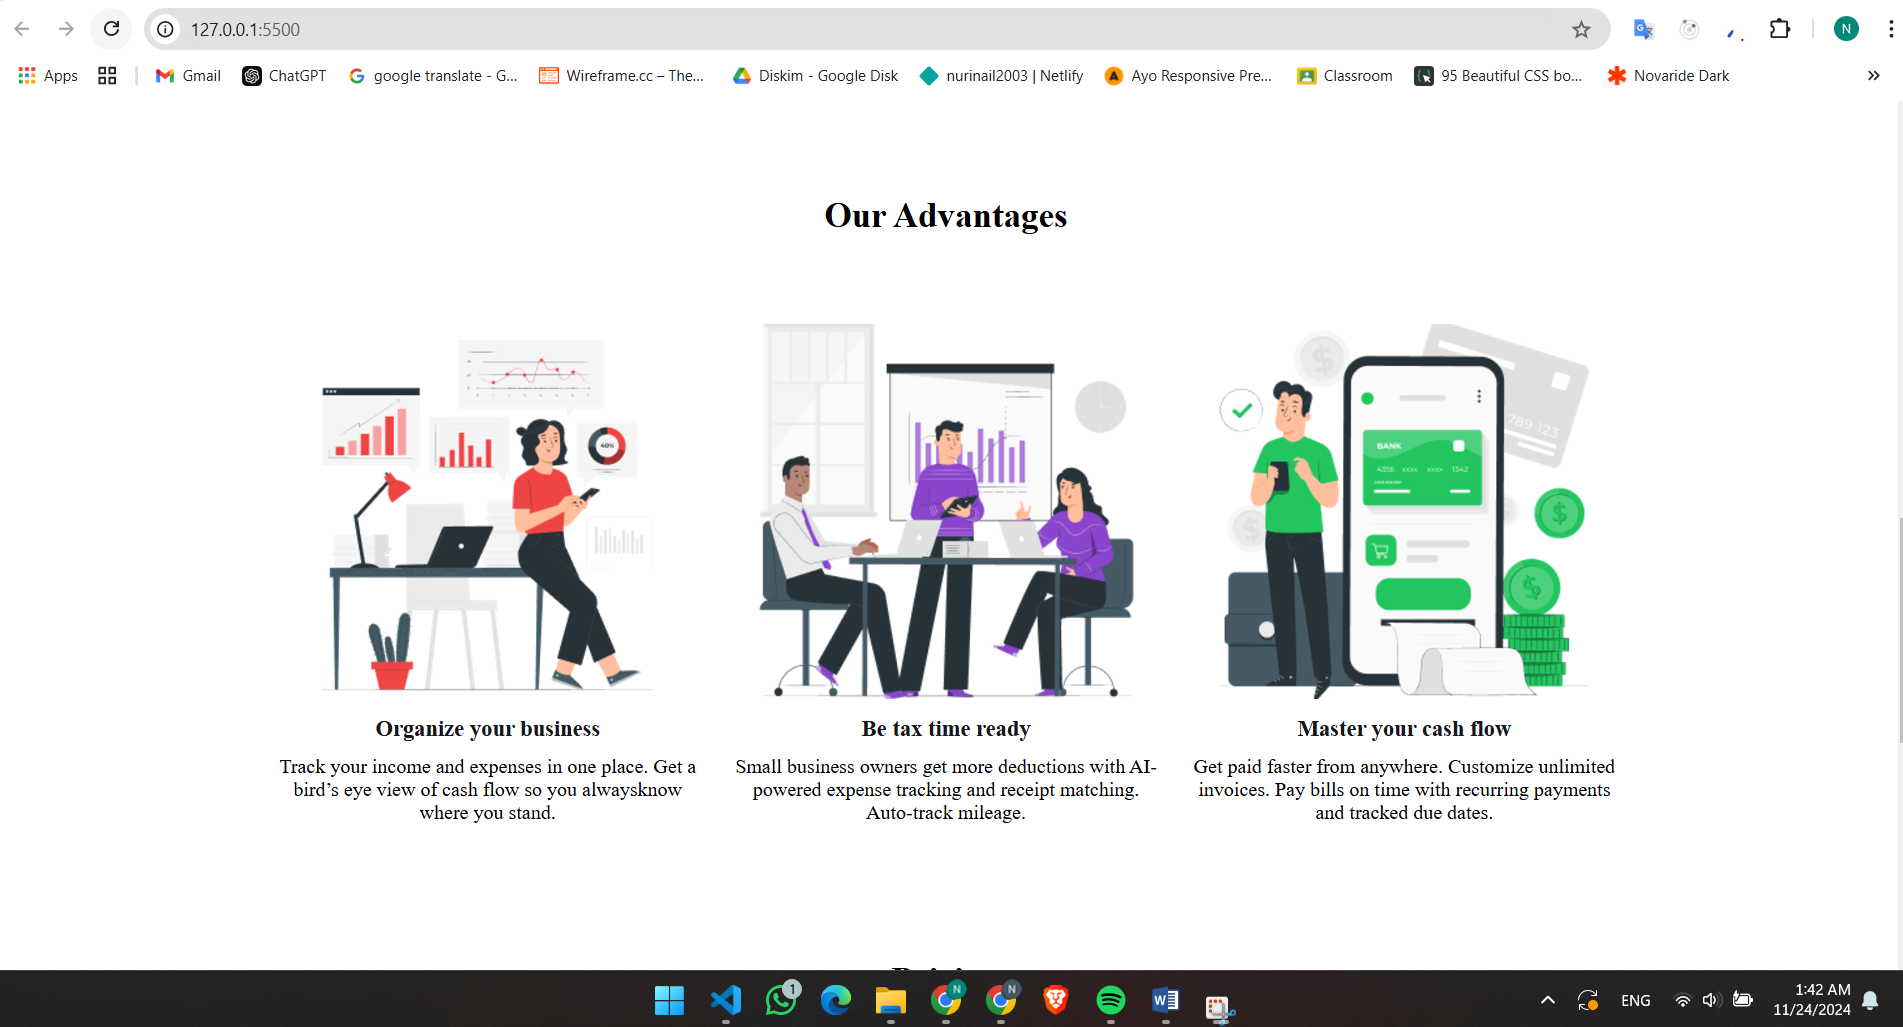 127.0.0.1:5500
N
Apps
Gmail
ChatGPT
google translate - G...
Wireframe.cc – The...
Diskim - Google Disk
nurinail2003 | Netlify
Ayo Responsive Pre...
Classroom
95 Beautiful CSS bo...
Novaride Dark
Our Advantages
40%
BANK
4356 xxxx xxxx 1342
789 123
Organize your business
Be tax time ready
Master your cash flow
Track your income and expenses in one place. Get a
bird’s eye view of cash flow so you alwaysknow
where you stand.
Small business owners get more deductions with AI-
powered expense tracking and receipt matching.
Auto-track mileage.
Get paid faster from anywhere. Customize unlimited
invoices. Pay bills on time with recurring payments
and tracked due dates.
1
N
N
ENG
1:42 AM
11/24/2024